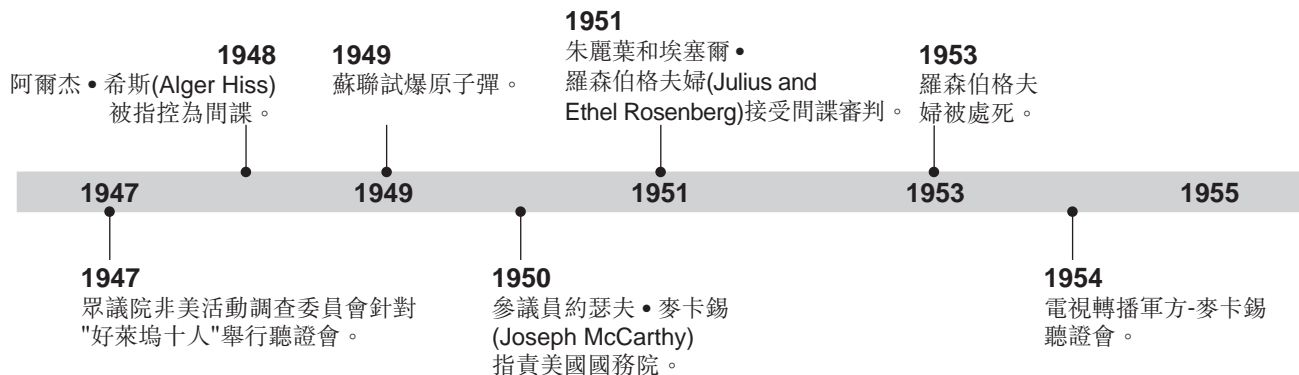 1948
阿爾杰 • 希斯(Alger Hiss)
被指控為間諜。
1949
蘇聯試爆原子彈。
1951
朱麗葉和埃塞爾 •
羅森伯格夫婦(Julius and
Ethel Rosenberg)接受間諜審判。
1953
羅森伯格夫
婦被處死。
1947
1949
1951
1953
1955
1947
眾議院非美活動調查委員會針對
"好萊塢十人"舉行聽證會。
1950
參議員約瑟夫 • 麥卡錫
(Joseph McCarthy)
指責美國國務院。
1954
電視轉播軍方-麥卡錫
聽證會。